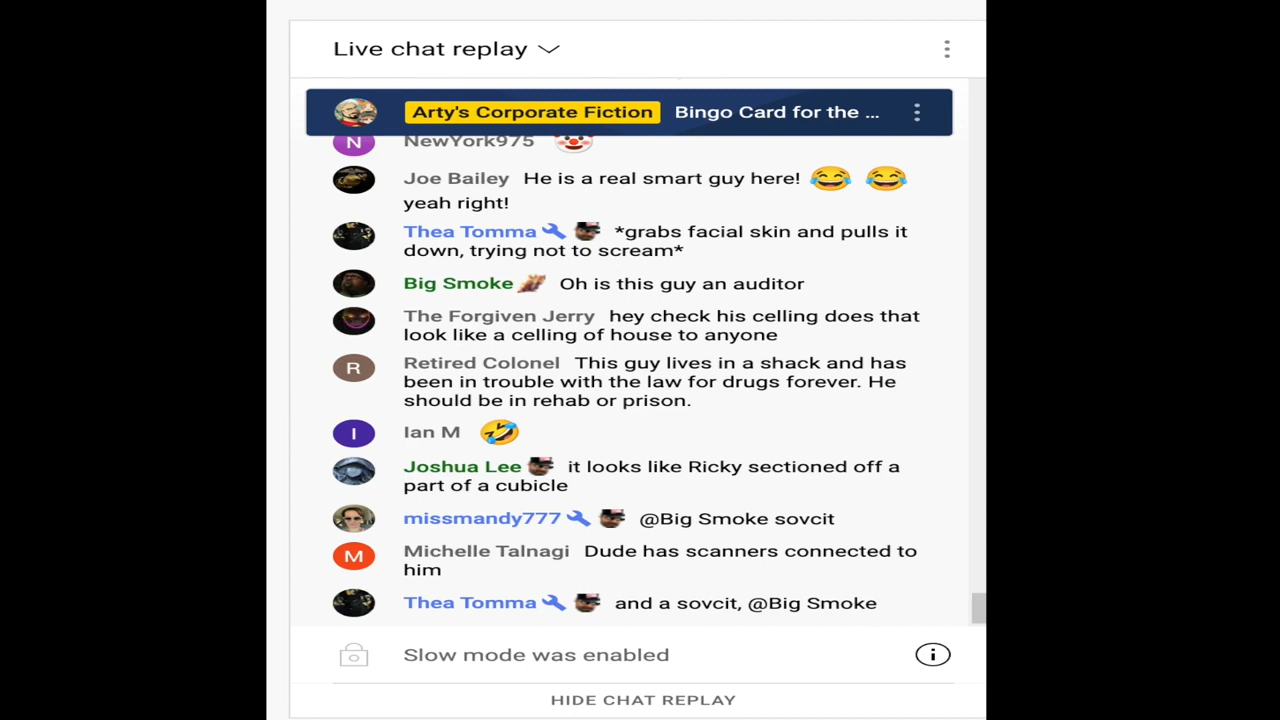 Live chat replay
Arty's Corporate Fiction Bingo Card for the ...
N NewYork975
Joe Bailey He is a real smart guy here!
yeah right!
Thea Tomma *grabs facial skin and pulls it
down, trying not to scream*
Big Smoke Oh is this guy an auditor
The Forgiven Jerry hey check his celling does that
look like a celling of house to anyone
R Retired Colonel This guy lives in a shack and has
been in trouble with the law for drugs forever. He
should be in rehab or prison.
I Ian M
Joshua Lee it looks like Ricky sectioned off a
part of a cubicle
missmandy777 @Big Smoke sovcit
M Michelle Talnagi Dude has scanners connected to
him
Thea Tomma and a sovcit, @Big Smoke
Slow mode was enabled
HIDE CHAT REPLAY